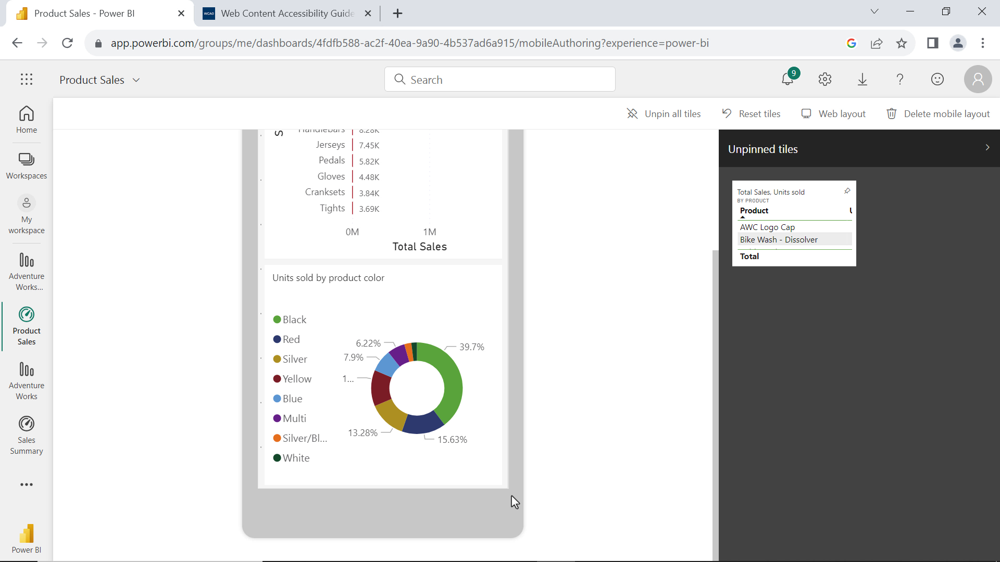 Product Sales - Power BI
WCAG Web Content Accessibility Guide
app.powerbi.com/groups/me/dashboards/4fdfb588-ac2f-40ea-9a90-4b537ad6a915/mobileAuthoring?experience=power-bi
Product Sales
Search
9
Unpin all tiles
Reset tiles
Web layout
Delete mobile layout
Home
Workspaces
My
workspace
Adventure
Works...
Product
Sales
Adventure
Works
Sales
Summary
Power BI
S
Handlebars 8.28K
Jerseys 7.45K
Pedals 5.82K
Gloves 4.48K
Cranksets 3.84K
Tights 3.69K
0M 1M
Total Sales
Units sold by product color
Black
Red
Silver
Yellow
Blue
Multi
Silver/Bl...
White
6.22%
39.7%
7.9%
1...
13.28%
15.63%
Unpinned tiles
Total Sales, Units sold
BY PRODUCT
Product
AWC Logo Cap
Bike Wash - Dissolver
Total